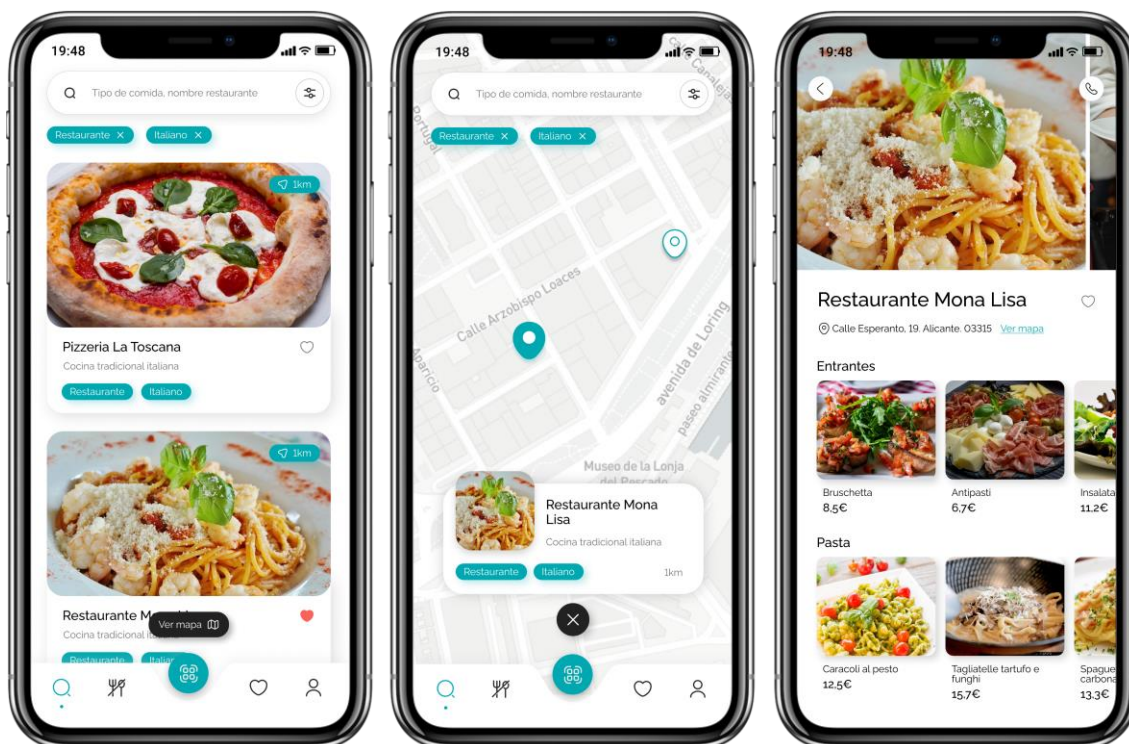 19:48
Tipo de comida, nombre restaurante
Restaurante ×
Italiano ×
1km
Pizzeria La Toscana
Cocina tradicional italiana
Restaurante
Italiano
1km
Restaurante
Ver mapa
Cocina tradicional
Restaurante
19:48
calle Canalejas
Tipo de comida, nombre restaurante
Portugal
Restaurante ×
Italiano ×
Calle Arzobispo Loaces
Aparicio
avenida de Loring
paseo almirante
Museo de la Lonja
del Pescado
Restaurante Mona
Lisa
Cocina tradicional italiana
Restaurante
Italiano
1km
19:48
Restaurante Mona Lisa
Calle Esperanto, 19. Alicante. 03315 Ver mapa
Entrantes
Bruschetta
8,5€
Antipasti
6,7€
Insalata
11,2€
Pasta
Caracoli al pesto
12,5€
Tagliatelle tartufo e
funghi
15,7€
Spague
carbona
13,3€